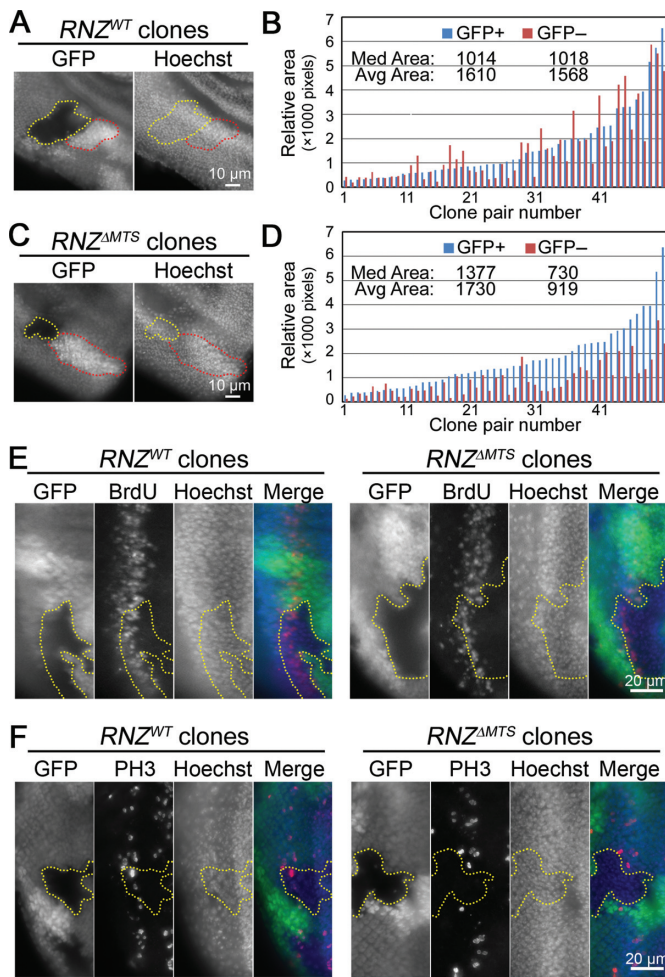 A
RNZ^WT clones
GFP Hoechst
10 µm
B
Relative area
(×1000 pixels)
7
6
5
4
3
2
1
0
GFP+ GFP–
Med Area: 1014 1018
Avg Area: 1610 1568
1 11 21 31 41
Clone pair number
C
RNZ^ΔMTS clones
GFP Hoechst
10 µm
D
Relative area
(×1000 pixels)
7
6
5
4
3
2
1
0
GFP+ GFP–
Med Area: 1377 730
Avg Area: 1730 919
1 11 21 31 41
Clone pair number
E
RNZ^WT clones
GFP BrdU Hoechst Merge
RNZ^ΔMTS clones
GFP BrdU Hoechst Merge
20 µm
F
RNZ^WT clones
GFP PH3 Hoechst Merge
RNZ^ΔMTS clones
GFP PH3 Hoechst Merge
20 µm